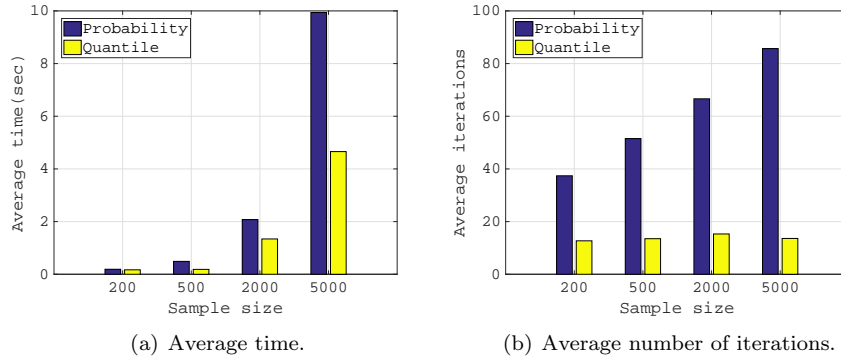 10
8
6
4
2
0
Average time(sec)
Probability
Quantile
200 500 2000 5000
Sample size
(a) Average time.
100
80
60
40
20
0
Average iterations
Probability
Quantile
200 500 2000 5000
Sample size
(b) Average number of iterations.